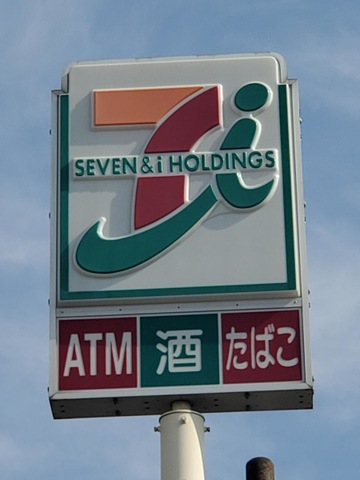 SEVEN & i HOLDINGS
ATM 酒 たばこ